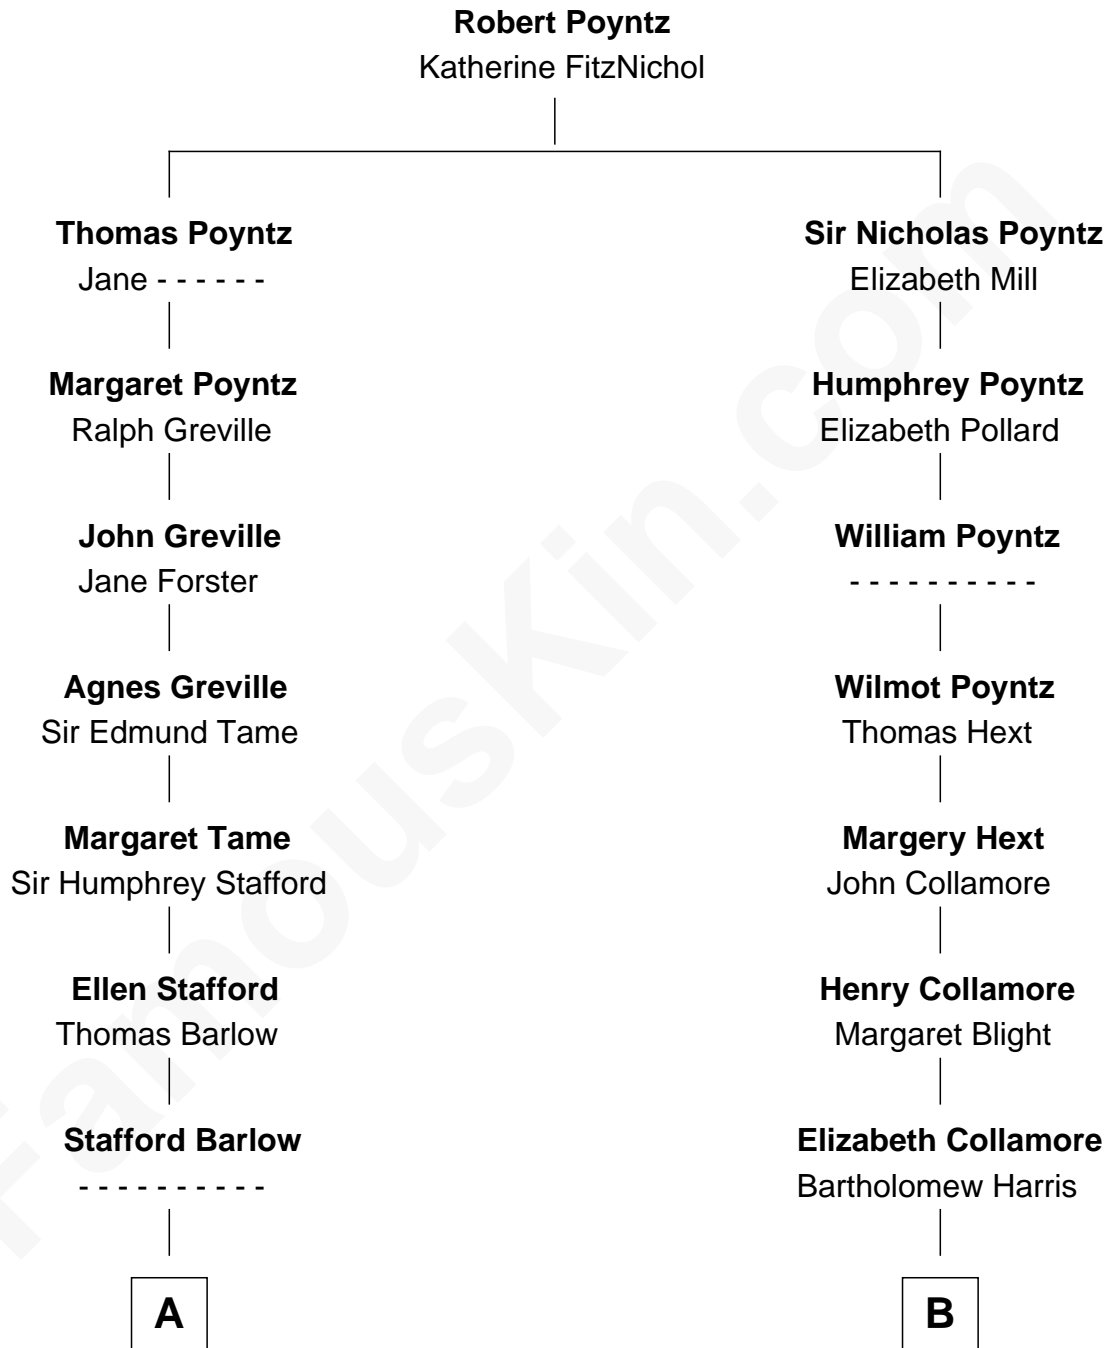 Robert Poyntz
Katherine FitzNichol
Thomas Poyntz
Jane - - - - - -
Sir Nicholas Poyntz
Elizabeth Mill
Margaret Poyntz
Ralph Greville
Humphrey Poyntz
Elizabeth Pollard
John Greville
Jane Forster
William Poyntz
- - - - - - - - - -
Agnes Greville
Sir Edmund Tame
Wilmot Poyntz
Thomas Hext
Margaret Tame
Sir Humphrey Stafford
Margery Hext
John Collamore
Ellen Stafford
Thomas Barlow
Henry Collamore
Margaret Blight
Stafford Barlow
- - - - - - - - - -
Elizabeth Collamore
Bartholomew Harris
A
B
FamousKin.com